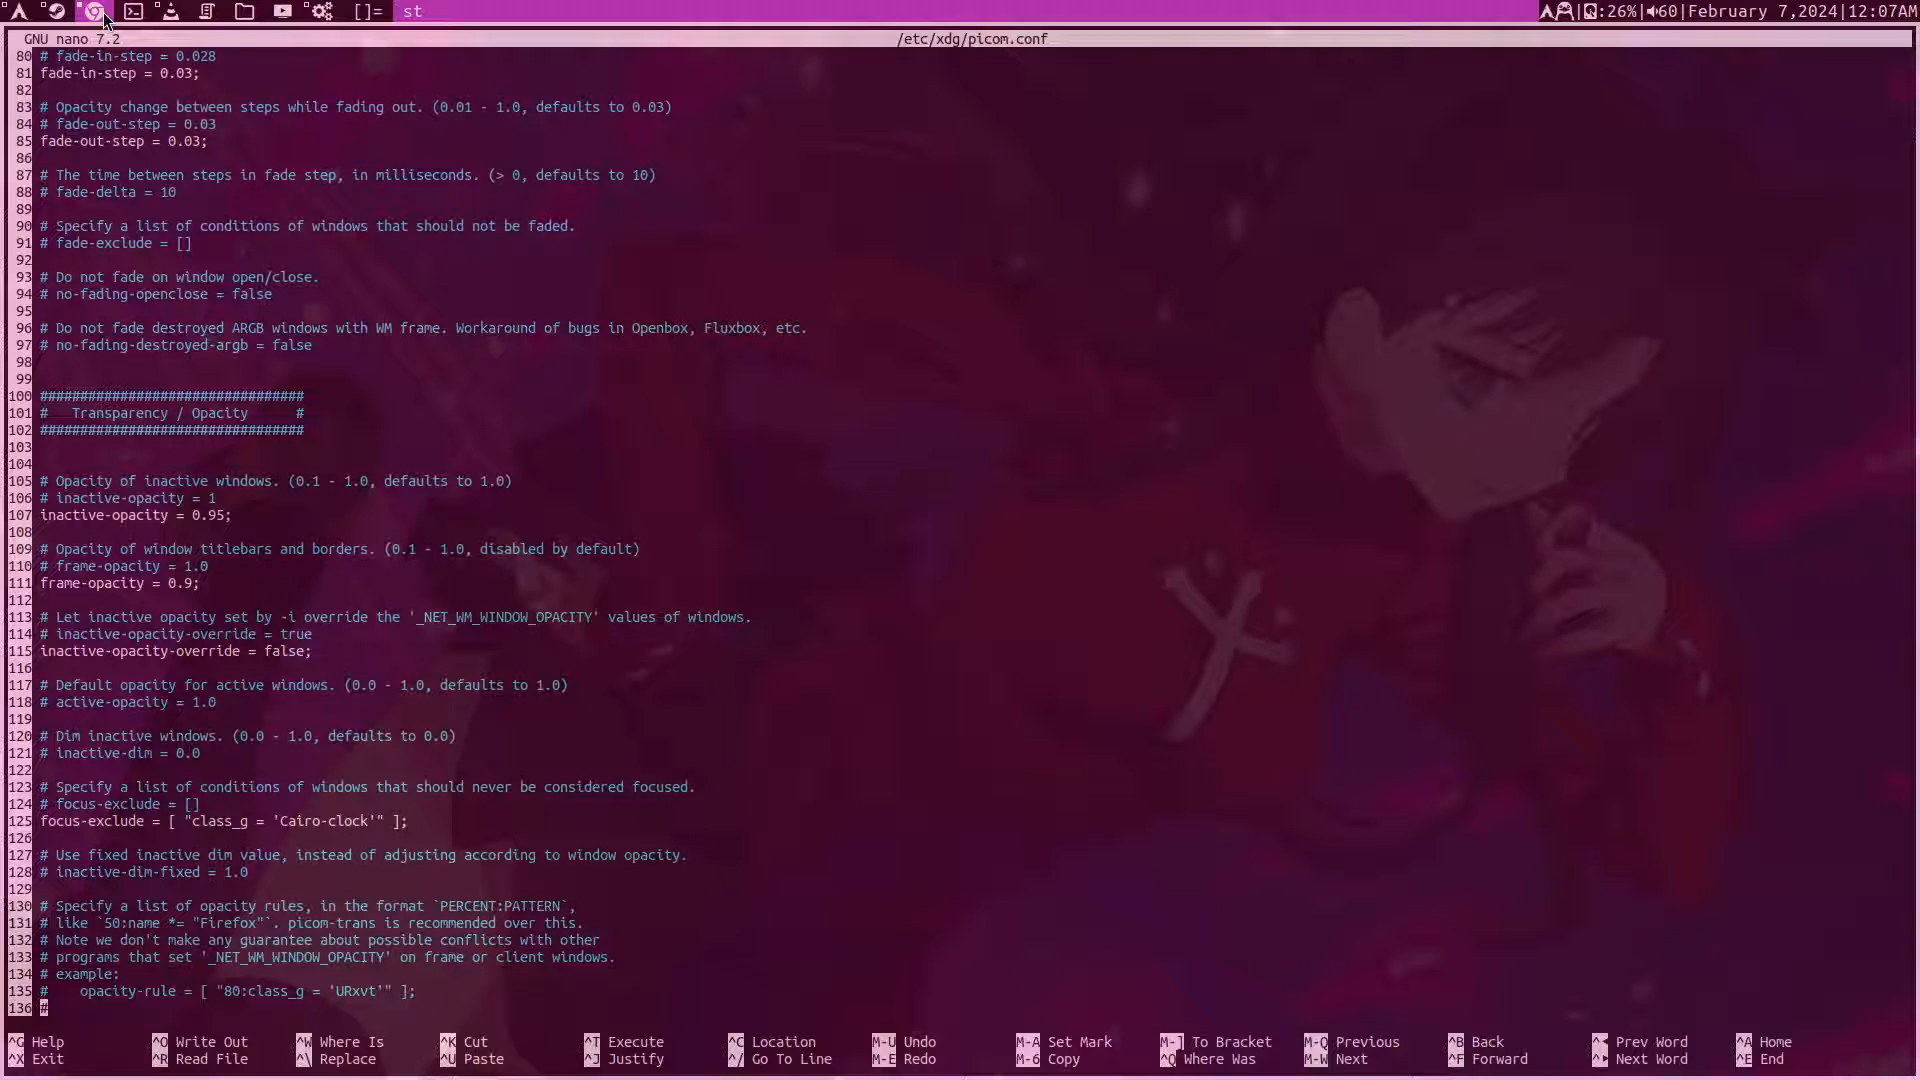 []= st :26%| 60|February 7,2024|12:07AM
GNU nano 7.2 /etc/xdg/picom.conf
80 # fade-in-step = 0.028
81 fade-in-step = 0.03;
82
83 # Opacity change between steps while fading out. (0.01 - 1.0, defaults to 0.03)
84 # fade-out-step = 0.03
85 fade-out-step = 0.03;
86
87 # The time between steps in fade step, in milliseconds. (> 0, defaults to 10)
88 # fade-delta = 10
89
90 # Specify a list of conditions of windows that should not be faded.
91 # fade-exclude = []
92
93 # Do not fade on window open/close.
94 # no-fading-openclose = false
95
96 # Do not fade destroyed ARGB windows with WM frame. Workaround of bugs in Openbox, Fluxbox, etc.
97 # no-fading-destroyed-argb = false
98
99
100 #################################
101 #   Transparency / Opacity      #
102 #################################
103
104
105 # Opacity of inactive windows. (0.1 - 1.0, defaults to 1.0)
106 # inactive-opacity = 1
107 inactive-opacity = 0.95;
108
109 # Opacity of window titlebars and borders. (0.1 - 1.0, disabled by default)
110 # frame-opacity = 1.0
111 frame-opacity = 0.9;
112
113 # Let inactive opacity set by -i override the '_NET_WM_WINDOW_OPACITY' values of windows.
114 # inactive-opacity-override = true
115 inactive-opacity-override = false;
116
117 # Default opacity for active windows. (0.0 - 1.0, defaults to 1.0)
118 # active-opacity = 1.0
119
120 # Dim inactive windows. (0.0 - 1.0, defaults to 0.0)
121 # inactive-dim = 0.0
122
123 # Specify a list of conditions of windows that should never be considered focused.
124 # focus-exclude = []
125 focus-exclude = [ "class_g = 'Cairo-clock'" ];
126
127 # Use fixed inactive dim value, instead of adjusting according to window opacity.
128 # inactive-dim-fixed = 1.0
129
130 # Specify a list of opacity rules, in the format `PERCENT:PATTERN`,
131 # like `50:name *= "Firefox"`. picom-trans is recommended over this.
132 # Note we don't make any guarantee about possible conflicts with other
133 # programs that set '_NET_WM_WINDOW_OPACITY' on frame or client windows.
134 # example:
135 #    opacity-rule = [ "80:class_g = 'URxvt'" ];
136 #
^G Help ^O Write Out ^W Where Is ^K Cut ^T Execute ^C Location M-U Undo M-A Set Mark M-] To Bracket M-Q Previous ^B Back ^◂ Prev Word ^A Home
^X Exit ^R Read File ^\ Replace ^U Paste ^J Justify ^/ Go To Line M-E Redo M-6 Copy ^Q Where Was M-W Next ^F Forward ^▸ Next Word ^E End